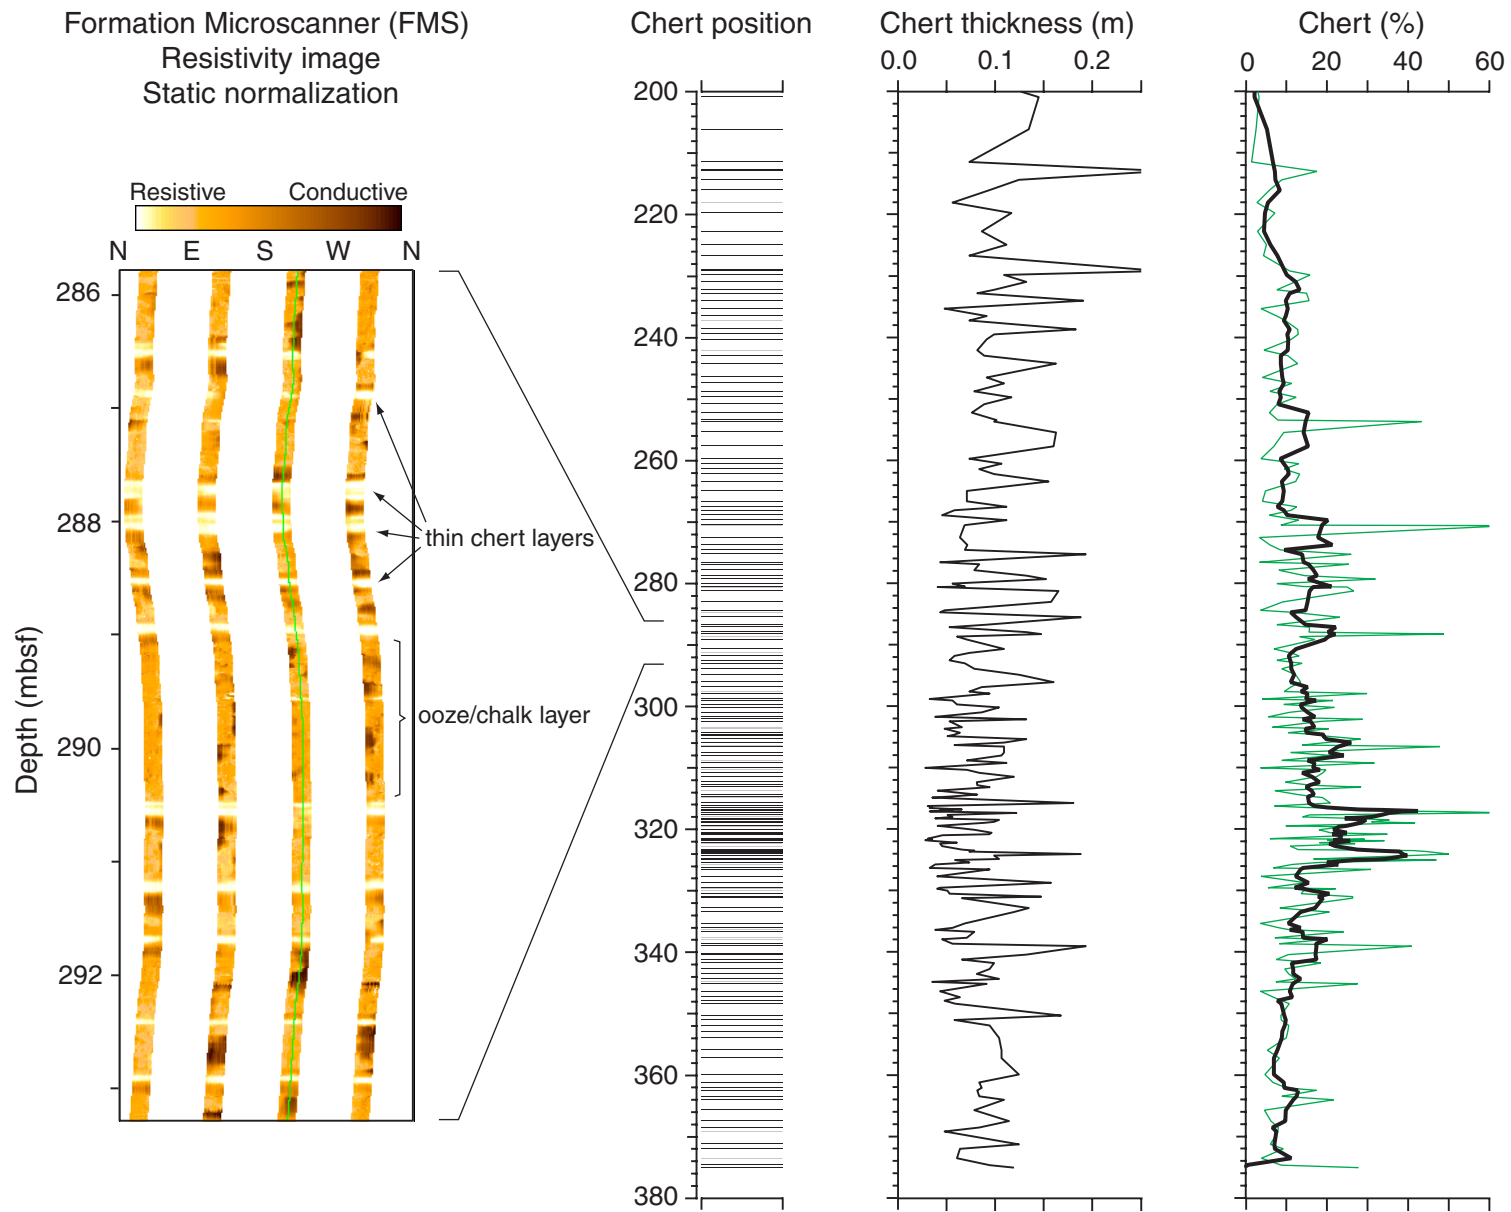 Formation Microscanner (FMS)
Resistivity image
Static normalization
Resistive Conductive
N E S W N
Depth (mbsf)
286
288
290
292
thin chert layers
ooze/chalk layer
Chert position
200
220
240
260
280
300
320
340
360
380
Chert thickness (m)
0.0 0.1 0.2
Chert (%)
0 20 40 60